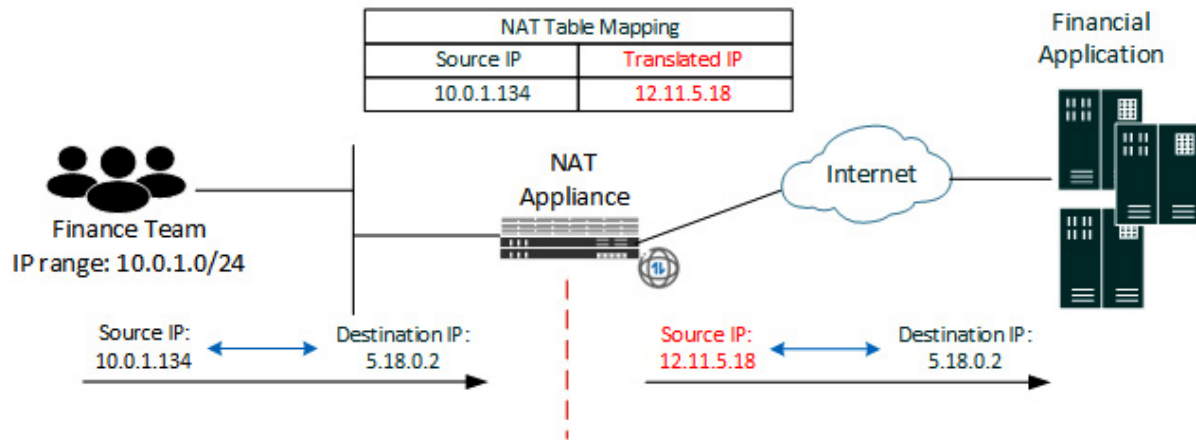 NAT Table Mapping
Source IP
Translated IP
10.0.1.134
12.11.5.18
Financial
Application
NAT
Appliance
Internet
Finance Team
IP range: 10.0.1.0/24
Source IP:
10.0.1.134
Destination IP:
5.18.0.2
Source IP:
12.11.5.18
Destination IP:
5.18.0.2